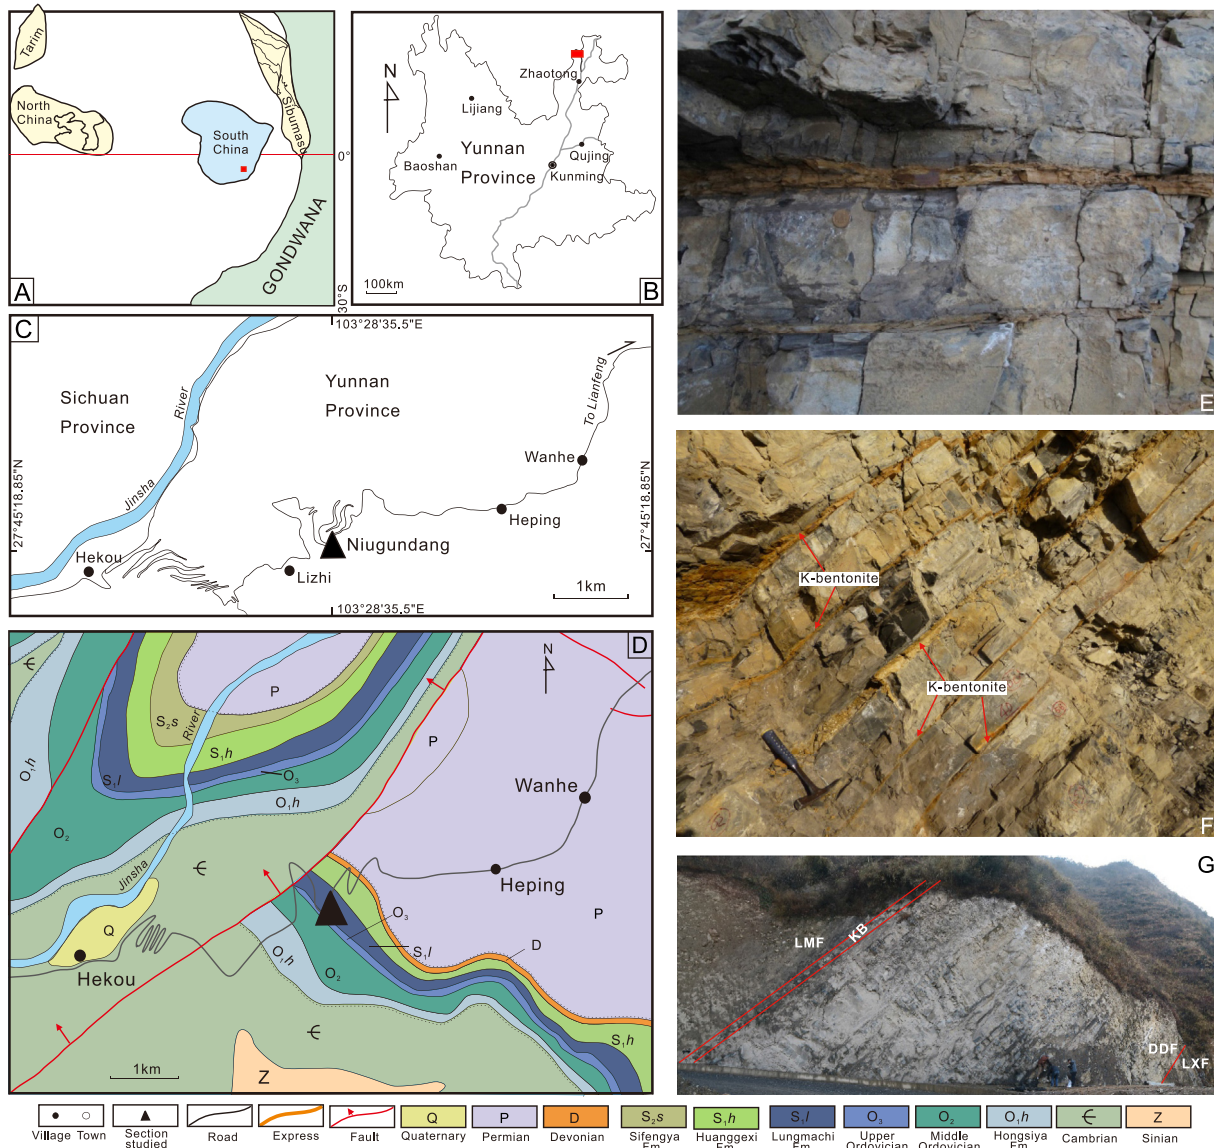 Tarim
North
China
South
China
Sibumasu
0°
GONDWANA
30°S
A
N
Zhaotong
Lijiang
Baoshan
Yunnan
Province
Qujing
Kunming
100km
B
E
C
103°28'35.5"E
Sichuan
Province
River
Jinsha
Yunnan
Province
To Lianfeng
Wanhe
Heping
27°45'18.85"N
27°45'18.85"N
Hekou
Niugundang
Lizhi
1km
103°28'35.5"E
K-bentonite
K-bentonite
F
D
N
Є
P
S₂s
River
S₁h
S₁l
O₃
O₁h
O₁h
O₂
P
Wanhe
Jinsha
Є
Heping
Q
Hekou
O₃
S₁l
D
P
O₁h
O₂
Є
S₁h
Z
1km
G
LMF
KB
DDF
LXF
Q
P
D
S₂s
S₁h
S₁l
O₃
O₂
O₁h
Є
Z
Village Town
Section
studied
Road
Express
Fault
Quaternary
Permian
Devonian
Sifengya
Fm
Huanggexi
Fm
Lungmachi
Fm
Upper
Ordovician
Middle
Ordovician
Hongsiya
Fm
Cambrian
Sinian